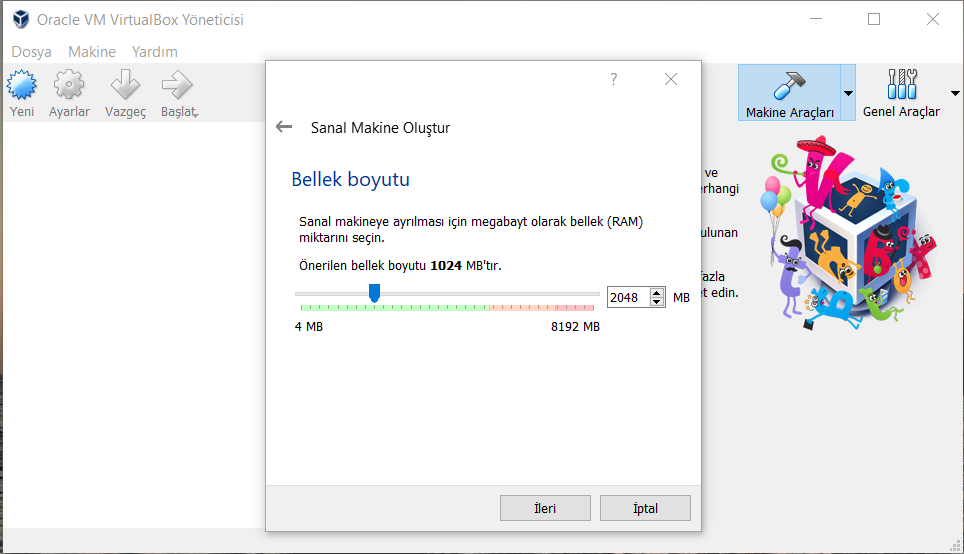 Oracle VM VirtualBox Yöneticisi
Dosya Makine Yardım
Yeni Ayarlar Vazgeç Başlat
Makine Araçları Genel Araçlar
?
Sanal Makine Oluştur
Bellek boyutu
Sanal makineye ayrılması için megabayt olarak bellek (RAM)
miktarını seçin.
Önerilen bellek boyutu 1024 MB'tır.
2048 MB
4 MB 8192 MB
İleri İptal
ve
erhangi
ulunan
fazla
et edin.